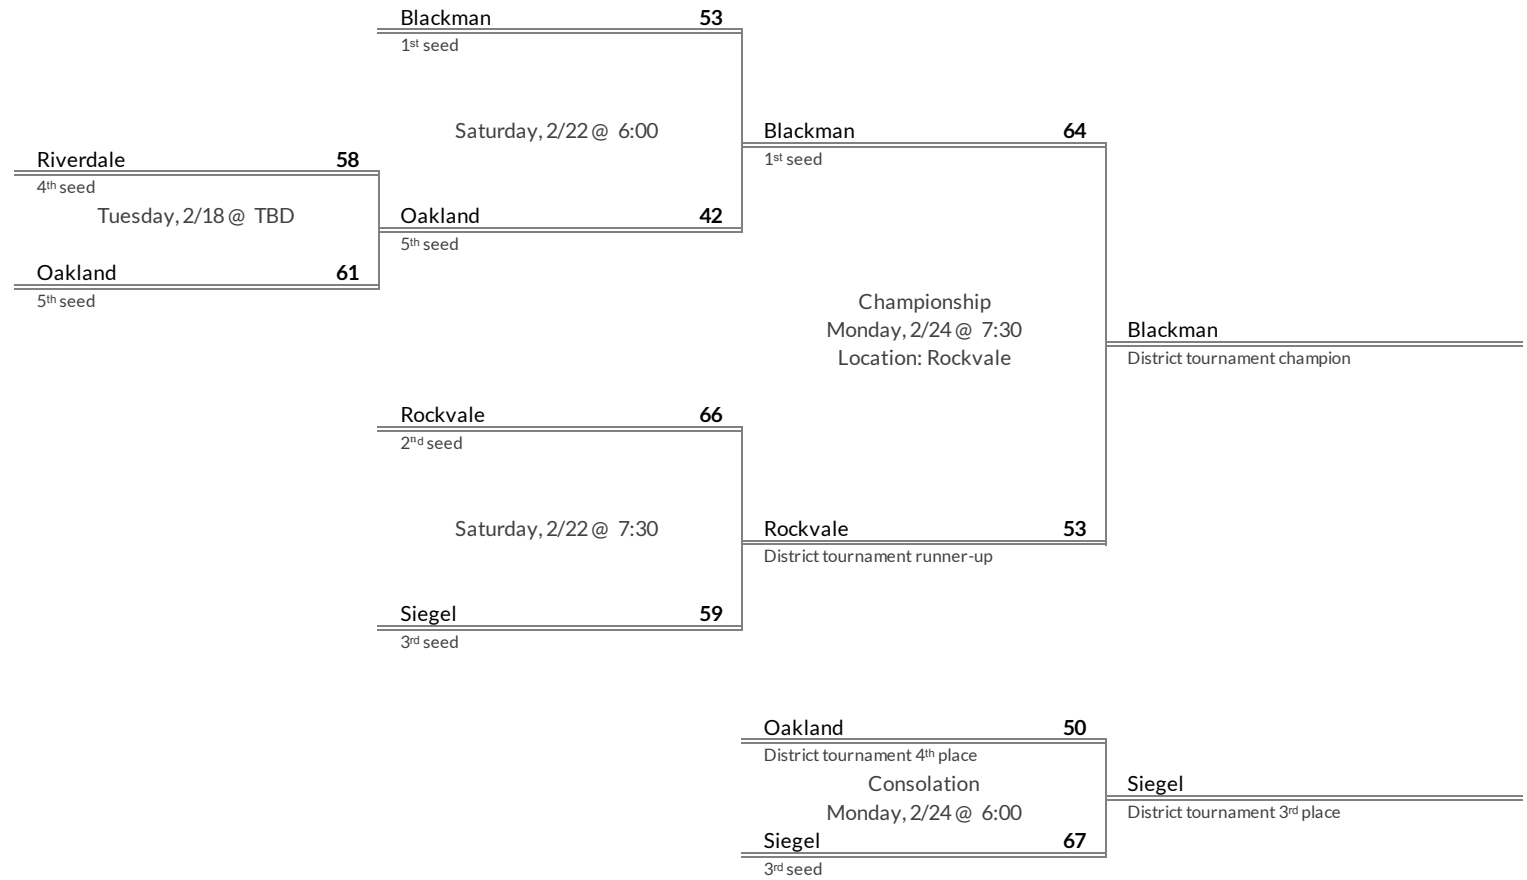 Blackman 53
1st seed
Saturday, 2/22 @ 6:00
Blackman 64
1st seed
Riverdale 58
4th seed
Tuesday, 2/18 @ TBD
Oakland 42
5th seed
Oakland 61
5th seed
Championship
Monday, 2/24 @ 7:30
Location: Rockvale
Blackman
District tournament champion
Rockvale 66
2nd seed
Saturday, 2/22 @ 7:30
Rockvale 53
District tournament runner-up
Siegel 59
3rd seed
Oakland 50
District tournament 4th place
Consolation
Monday, 2/24 @ 6:00
Siegel
District tournament 3rd place
Siegel 67
3rd seed